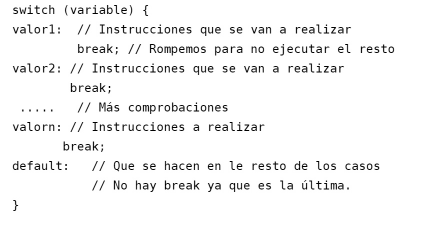 switch (variable) {
valor1:  // Instrucciones que se van a realizar
         break; // Rompemos para no ejecutar el resto
valor2: // Instrucciones que se van a realizar
        break;
 .....   // Más comprobaciones
valorn: // Instrucciones a realizar
       break;
default:   // Que se hacen en le resto de los casos
           // No hay break ya que es la última.
}